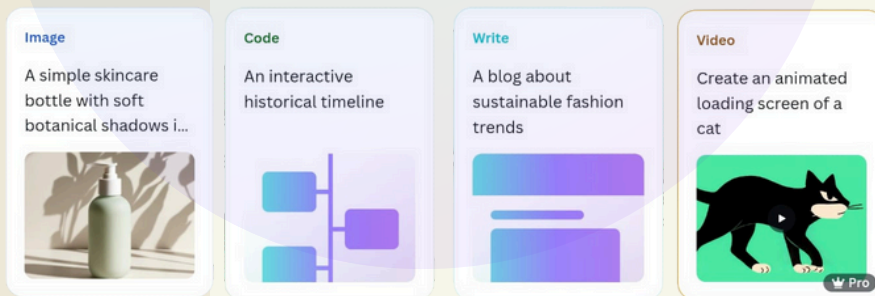 Image
A simple skincare
bottle with soft
botanical shadows i...
Code
An interactive
historical timeline
Write
A blog about
sustainable fashion
trends
Video
Create an animated
loading screen of a
cat
Pro